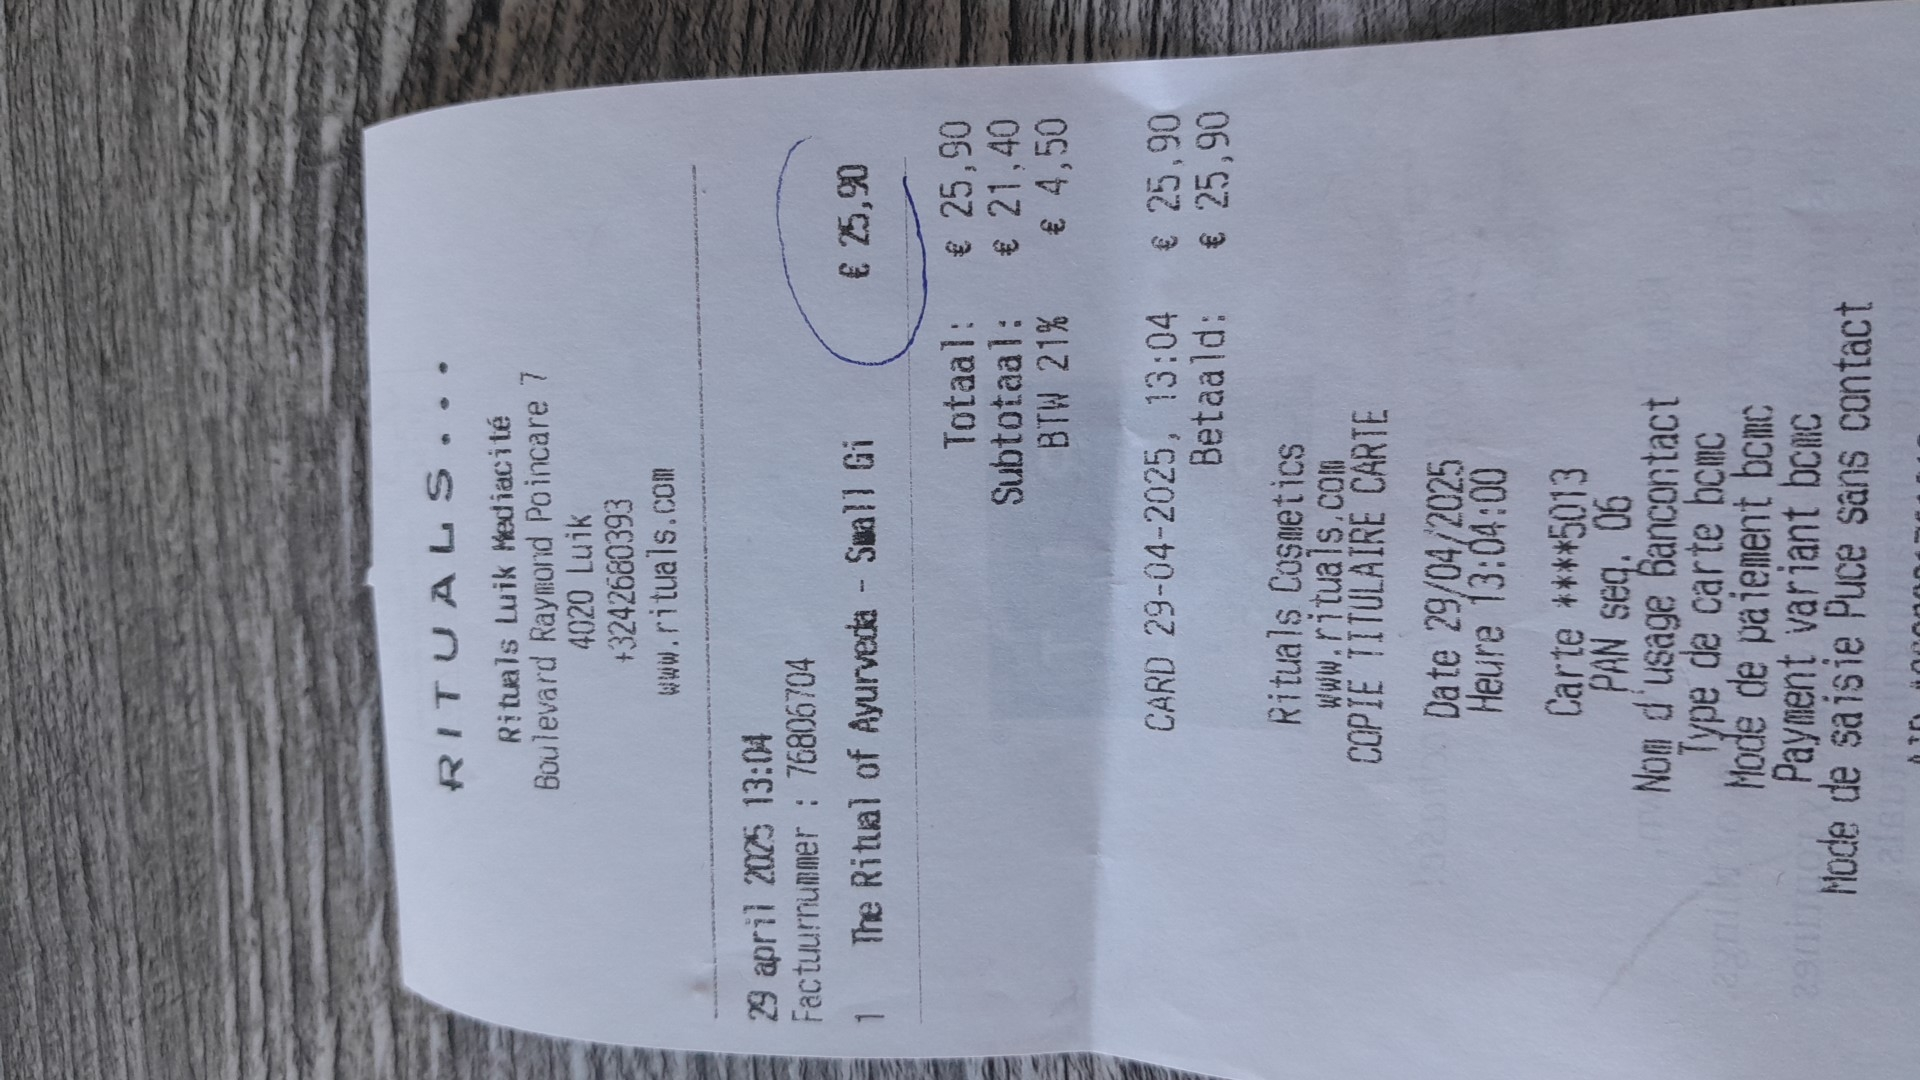 RITUALS...
Rituals Luik Mediacité
Boulevard Raymond Poincare 7
4020 Luik
+3242680393
www.rituals.com
29 april 2025 13:04
Factuurnummer : 76806704
1 The Ritual of Ayurveda - Small Gi € 25,90
Totaal: € 25,90
Subtotaal: € 21,40
BTW 21% € 4,50
CARD 29-04-2025, 13:04 € 25,90
Betaald: € 25,90
Rituals Cosmetics
www.rituals.com
COPIE TITULAIRE CARTE
Date 29/04/2025
Heure 13:04:00
Carte ****5013
PAN seq. 06
Nom d'usage Bancontact
Type de carte bcmc
Mode de paiement bcmc
Payment variant bcmc
Mode de saisie Puce sans contact